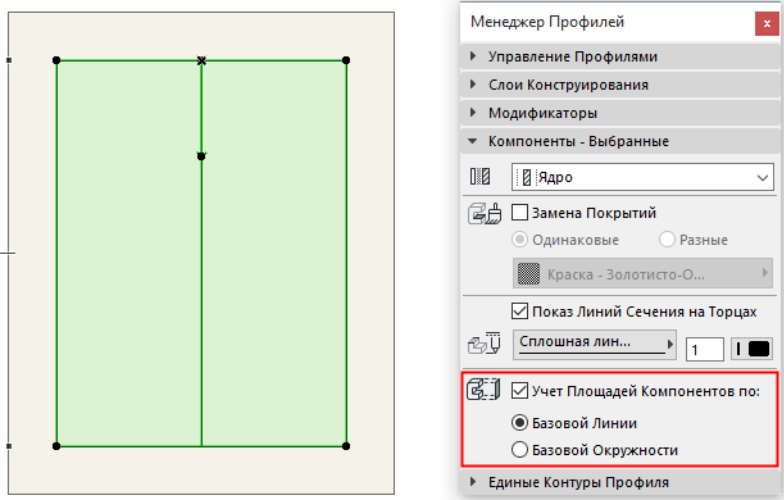 Менеджер Профилей
Управление Профилями
Слои Конструирования
Модификаторы
Компоненты - Выбранные
Ядро
Замена Покрытий
Одинаковые Разные
Краска - Золотисто-О...
Показ Линий Сечения на Торцах
Сплошная лин... 1
Учет Площадей Компонентов по:
Базовой Линии
Базовой Окружности
Единые Контуры Профиля